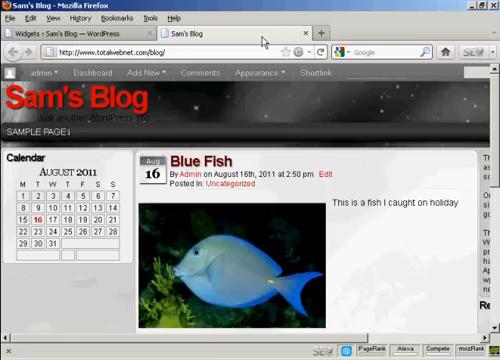 Sam's Blog - Mozilla Firefox
File Edit View History Bookmarks Tools Help
Widgets ‹ Sam's Blog — WordPress
Sam's Blog
http://www.totalwebnet.com/blog/
Google
admin Dashboard Add New Comments Appearance Shortlink
Sam's Blog
Just another WordPress site
SAMPLE PAGE
Calendar
August 2011
M T W T F S S
1 2 3 4 5 6 7
8 9 10 11 12 13 14
15 16 17 18 19 20 21
22 23 24 25 26 27 28
29 30 31
Aug
16
Blue Fish
By Admin on August 16th, 2011 at 2:50 pm Edit
Posted In: Uncategorized
This is a fish I caught on holiday
PageRank Alexa Compete mozRank